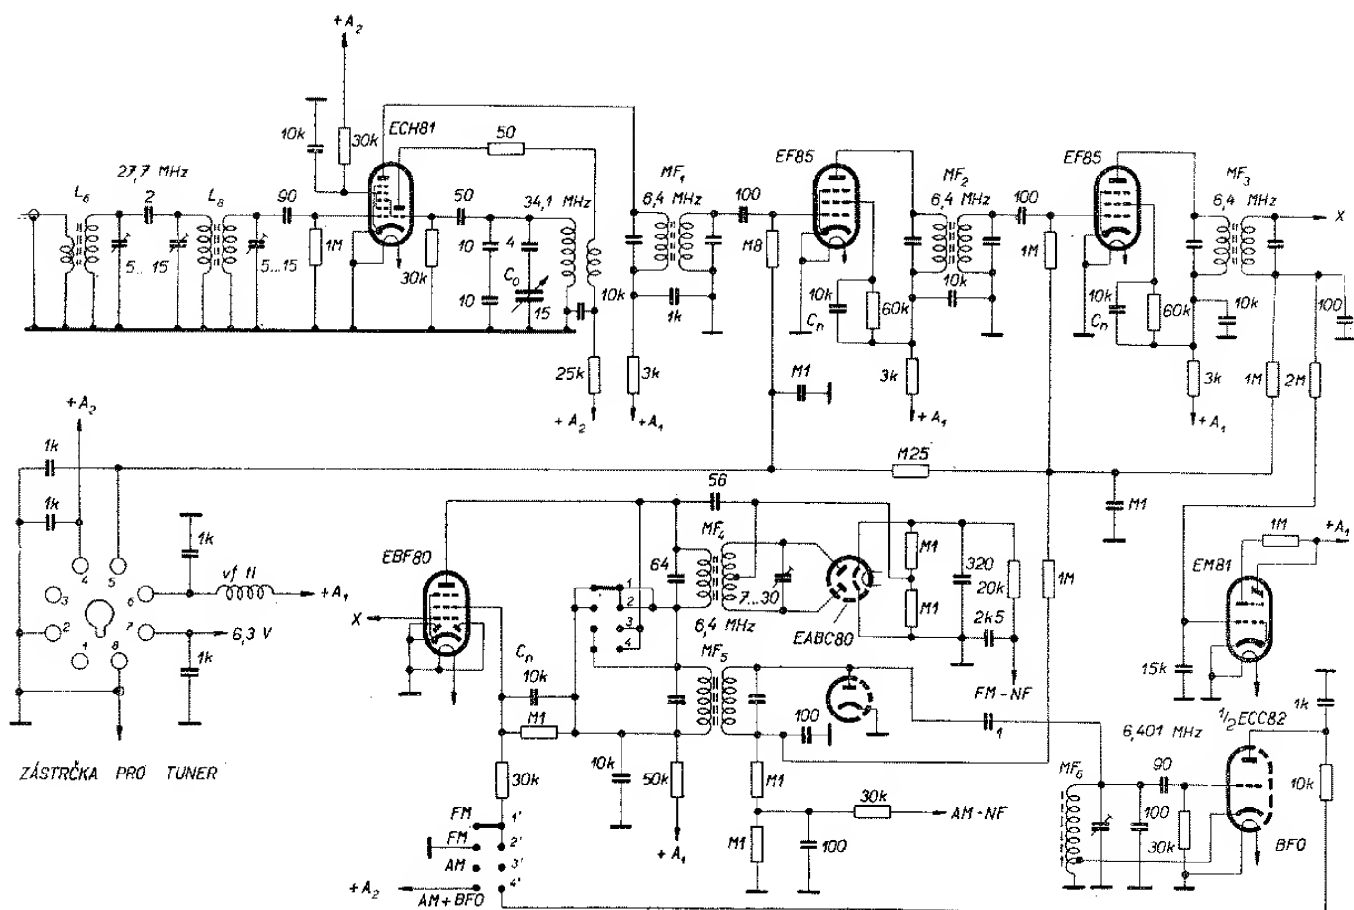 +A2
10k
30k
ECH81
50
27,7 MHz
L6
2
L8
90
5...15
5...15
1M
30k
50
10
10
34,1 MHz
4
C0
15
10k
25k
+A2
MF1
6,4 MHz
1k
3k
+A1
100
M8
M1
EF85
10k
Cn
60k
3k
+A1
MF2
6,4 MHz
10k
100
1M
EF85
10k
Cn
60k
3k
+A1
MF3
6,4 MHz
10k
X
1M
2M
100
+A2
1k
1k
4
5
3
6
2
7
1
8
1k
vf tl
+A1
6,3 V
1k
ZÁSTRČKA PRO TUNER
M25
M1
EBF80
X
56
64
MF4
6,4 MHz
7...30
1
2
3
4
EABC80
M1
M1
320
20k
2k5
FM-NF
1M
Cn
10k
M1
30k
10k
50k
+A1
MF5
100
M1
M1
100
30k
AM-NF
1
FM
1'
FM
2'
AM
3'
+A2
AM+BFO
4'
1M
+A1
EM81
15k
1k
1/2 ECC82
6,401 MHz
MF6
90
100
30k
10k
BFO